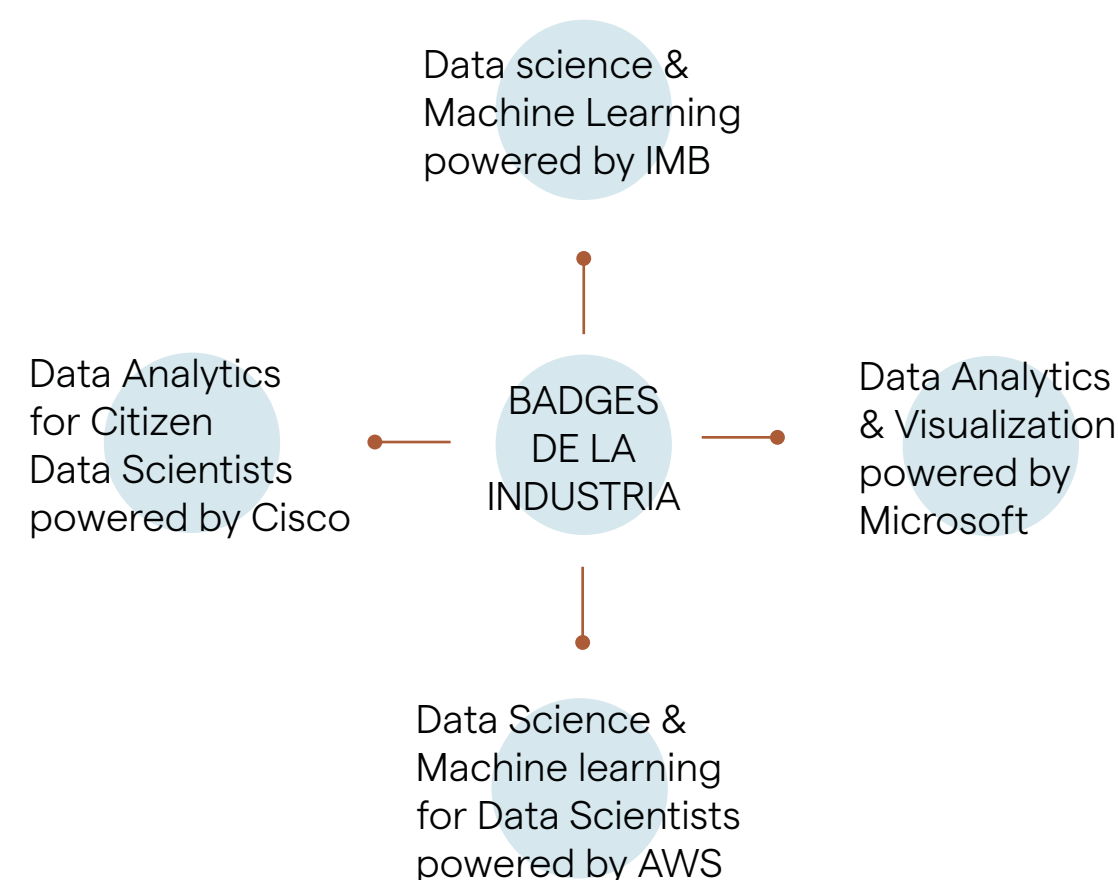 Data science &
Machine Learning
powered by IMB
Data Analytics
for Citizen
Data Scientists
powered by Cisco
BADGES
DE LA
INDUSTRIA
Data Analytics
& Visualization
powered by
Microsoft
Data Science &
Machine learning
for Data Scientists
powered by AWS